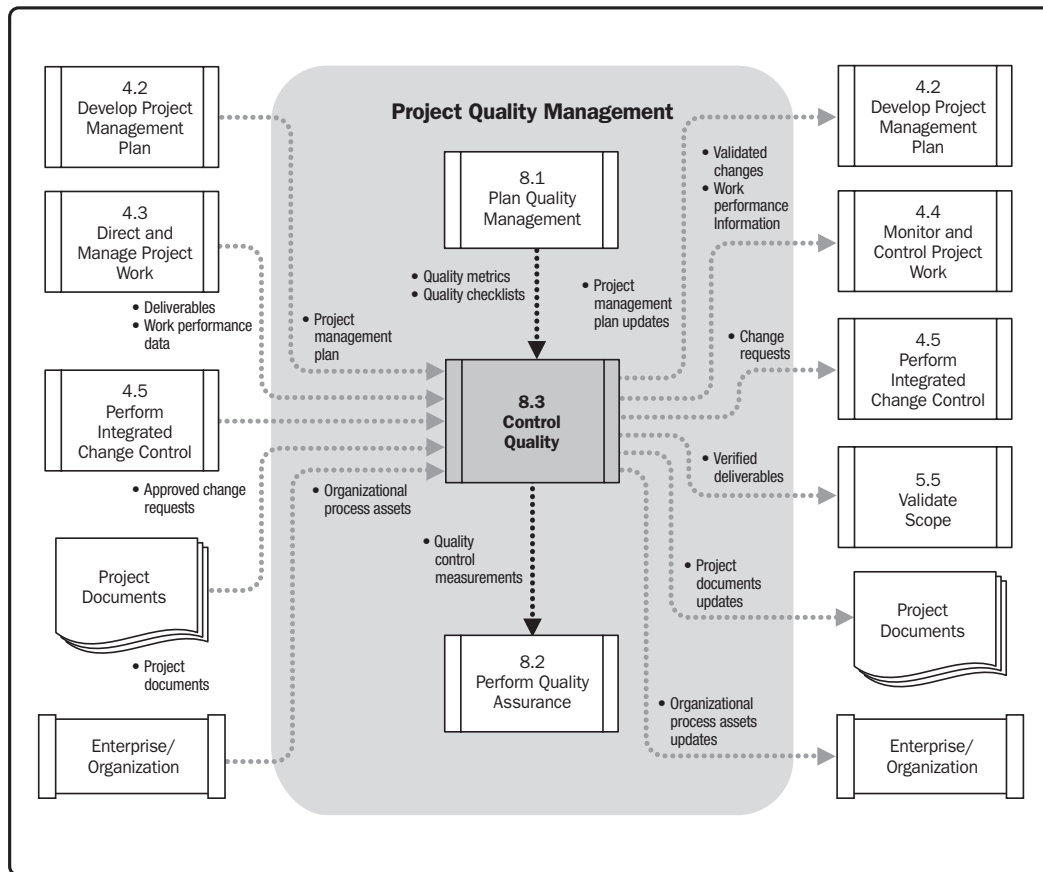 Project Quality Management
4.2
Develop Project
Management
Plan
4.3
Direct and
Manage Project
Work
• Deliverables
• Work performance
data
4.5
Perform
Integrated
Change Control
• Approved change
requests
Project
Documents
• Project
documents
Enterprise/
Organization
• Project
management
plan
• Organizational
process assets
8.1
Plan Quality
Management
• Quality metrics
• Quality checklists
8.3
Control
Quality
• Quality
control
measurements
8.2
Perform Quality
Assurance
• Validated
changes
• Work
performance
Information
• Project
management
plan updates
• Change
requests
• Verified
deliverables
• Project
documents
updates
• Organizational
process assets
updates
4.2
Develop Project
Management
Plan
4.4
Monitor and
Control Project
Work
4.5
Perform
Integrated
Change Control
5.5
Validate
Scope
Project
Documents
Enterprise/
Organization